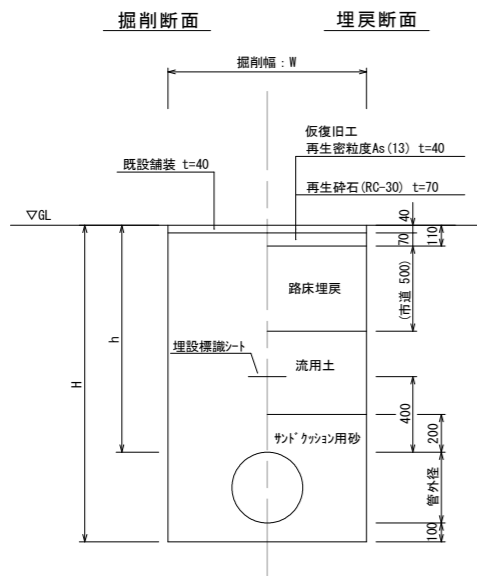 掘削断面
埋戻断面
掘削幅：W
仮復旧工
再生密粒度As(13) t=40
既設舗装 t=40
再生砕石(RC-30) t=70
▽GL
40
70
110
路床埋戻
(市道 500)
埋設標識ｼｰﾄ
流用土
h
H
400
ｻﾝﾄﾞｸｯｼｮﾝ用砂
200
管外径
100